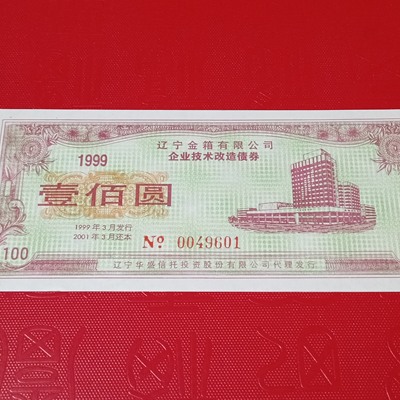 辽宁金箱有限公司
企业技术改造债券
1999
壹佰圆
1999年3月发行
2001年3月还本
№ 0049601
100
辽宁华盛信托投资股份有限公司代理发行